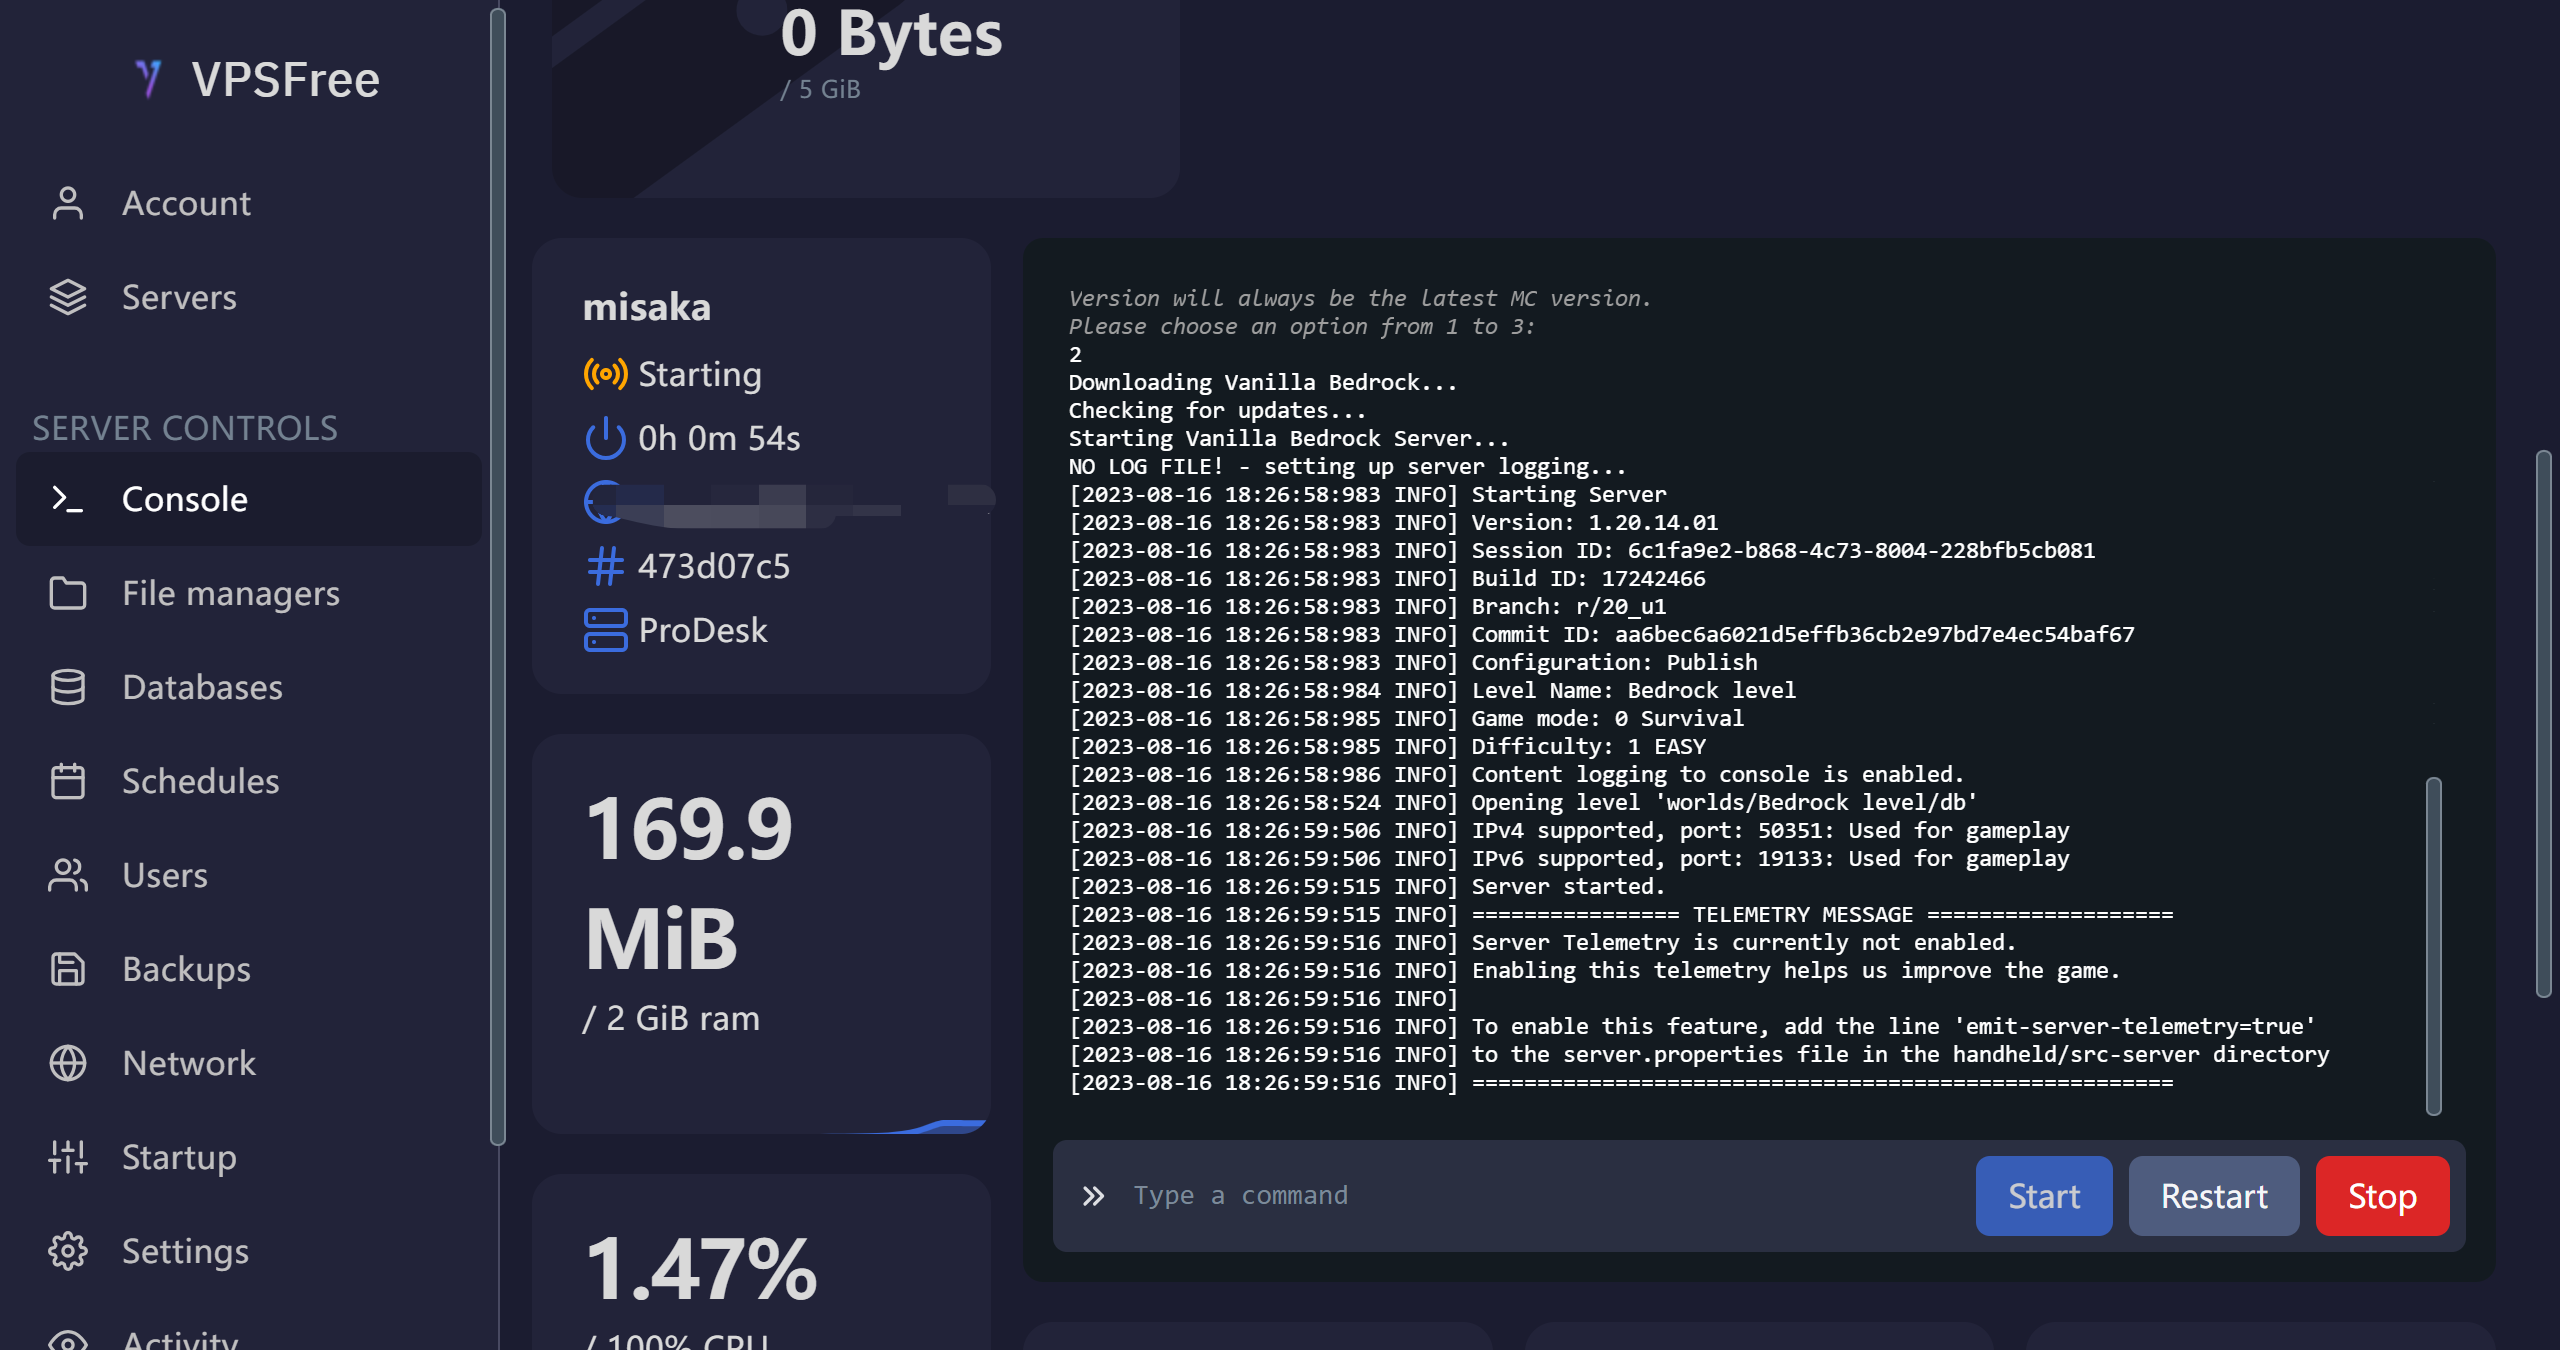 VPSFree
Account
Servers
SERVER CONTROLS
Console
File managers
Databases
Schedules
Users
Backups
Network
Startup
Settings
Activity
0 Bytes
/ 5 GiB
misaka
Starting
0h 0m 54s
473d07c5
ProDesk
169.9
MiB
/ 2 GiB ram
1.47%
/ 100% CPU
Version will always be the latest MC version.
Please choose an option from 1 to 3:
2
Downloading Vanilla Bedrock...
Checking for updates...
Starting Vanilla Bedrock Server...
NO LOG FILE! - setting up server logging...
[2023-08-16 18:26:58:983 INFO] Starting Server
[2023-08-16 18:26:58:983 INFO] Version: 1.20.14.01
[2023-08-16 18:26:58:983 INFO] Session ID: 6c1fa9e2-b868-4c73-8004-228bfb5cb081
[2023-08-16 18:26:58:983 INFO] Build ID: 17242466
[2023-08-16 18:26:58:983 INFO] Branch: r/20_u1
[2023-08-16 18:26:58:983 INFO] Commit ID: aa6bec6a6021d5effb36cb2e97bd7e4ec54baf67
[2023-08-16 18:26:58:983 INFO] Configuration: Publish
[2023-08-16 18:26:58:984 INFO] Level Name: Bedrock level
[2023-08-16 18:26:58:985 INFO] Game mode: 0 Survival
[2023-08-16 18:26:58:985 INFO] Difficulty: 1 EASY
[2023-08-16 18:26:58:986 INFO] Content logging to console is enabled.
[2023-08-16 18:26:58:524 INFO] Opening level 'worlds/Bedrock level/db'
[2023-08-16 18:26:59:506 INFO] IPv4 supported, port: 50351: Used for gameplay
[2023-08-16 18:26:59:506 INFO] IPv6 supported, port: 19133: Used for gameplay
[2023-08-16 18:26:59:515 INFO] Server started.
[2023-08-16 18:26:59:515 INFO] ================ TELEMETRY MESSAGE ===================
[2023-08-16 18:26:59:516 INFO] Server Telemetry is currently not enabled.
[2023-08-16 18:26:59:516 INFO] Enabling this telemetry helps us improve the game.
[2023-08-16 18:26:59:516 INFO]
[2023-08-16 18:26:59:516 INFO] To enable this feature, add the line 'emit-server-telemetry=true'
[2023-08-16 18:26:59:516 INFO] to the server.properties file in the handheld/src-server directory
[2023-08-16 18:26:59:516 INFO] ======================================================
Type a command
Start
Restart
Stop